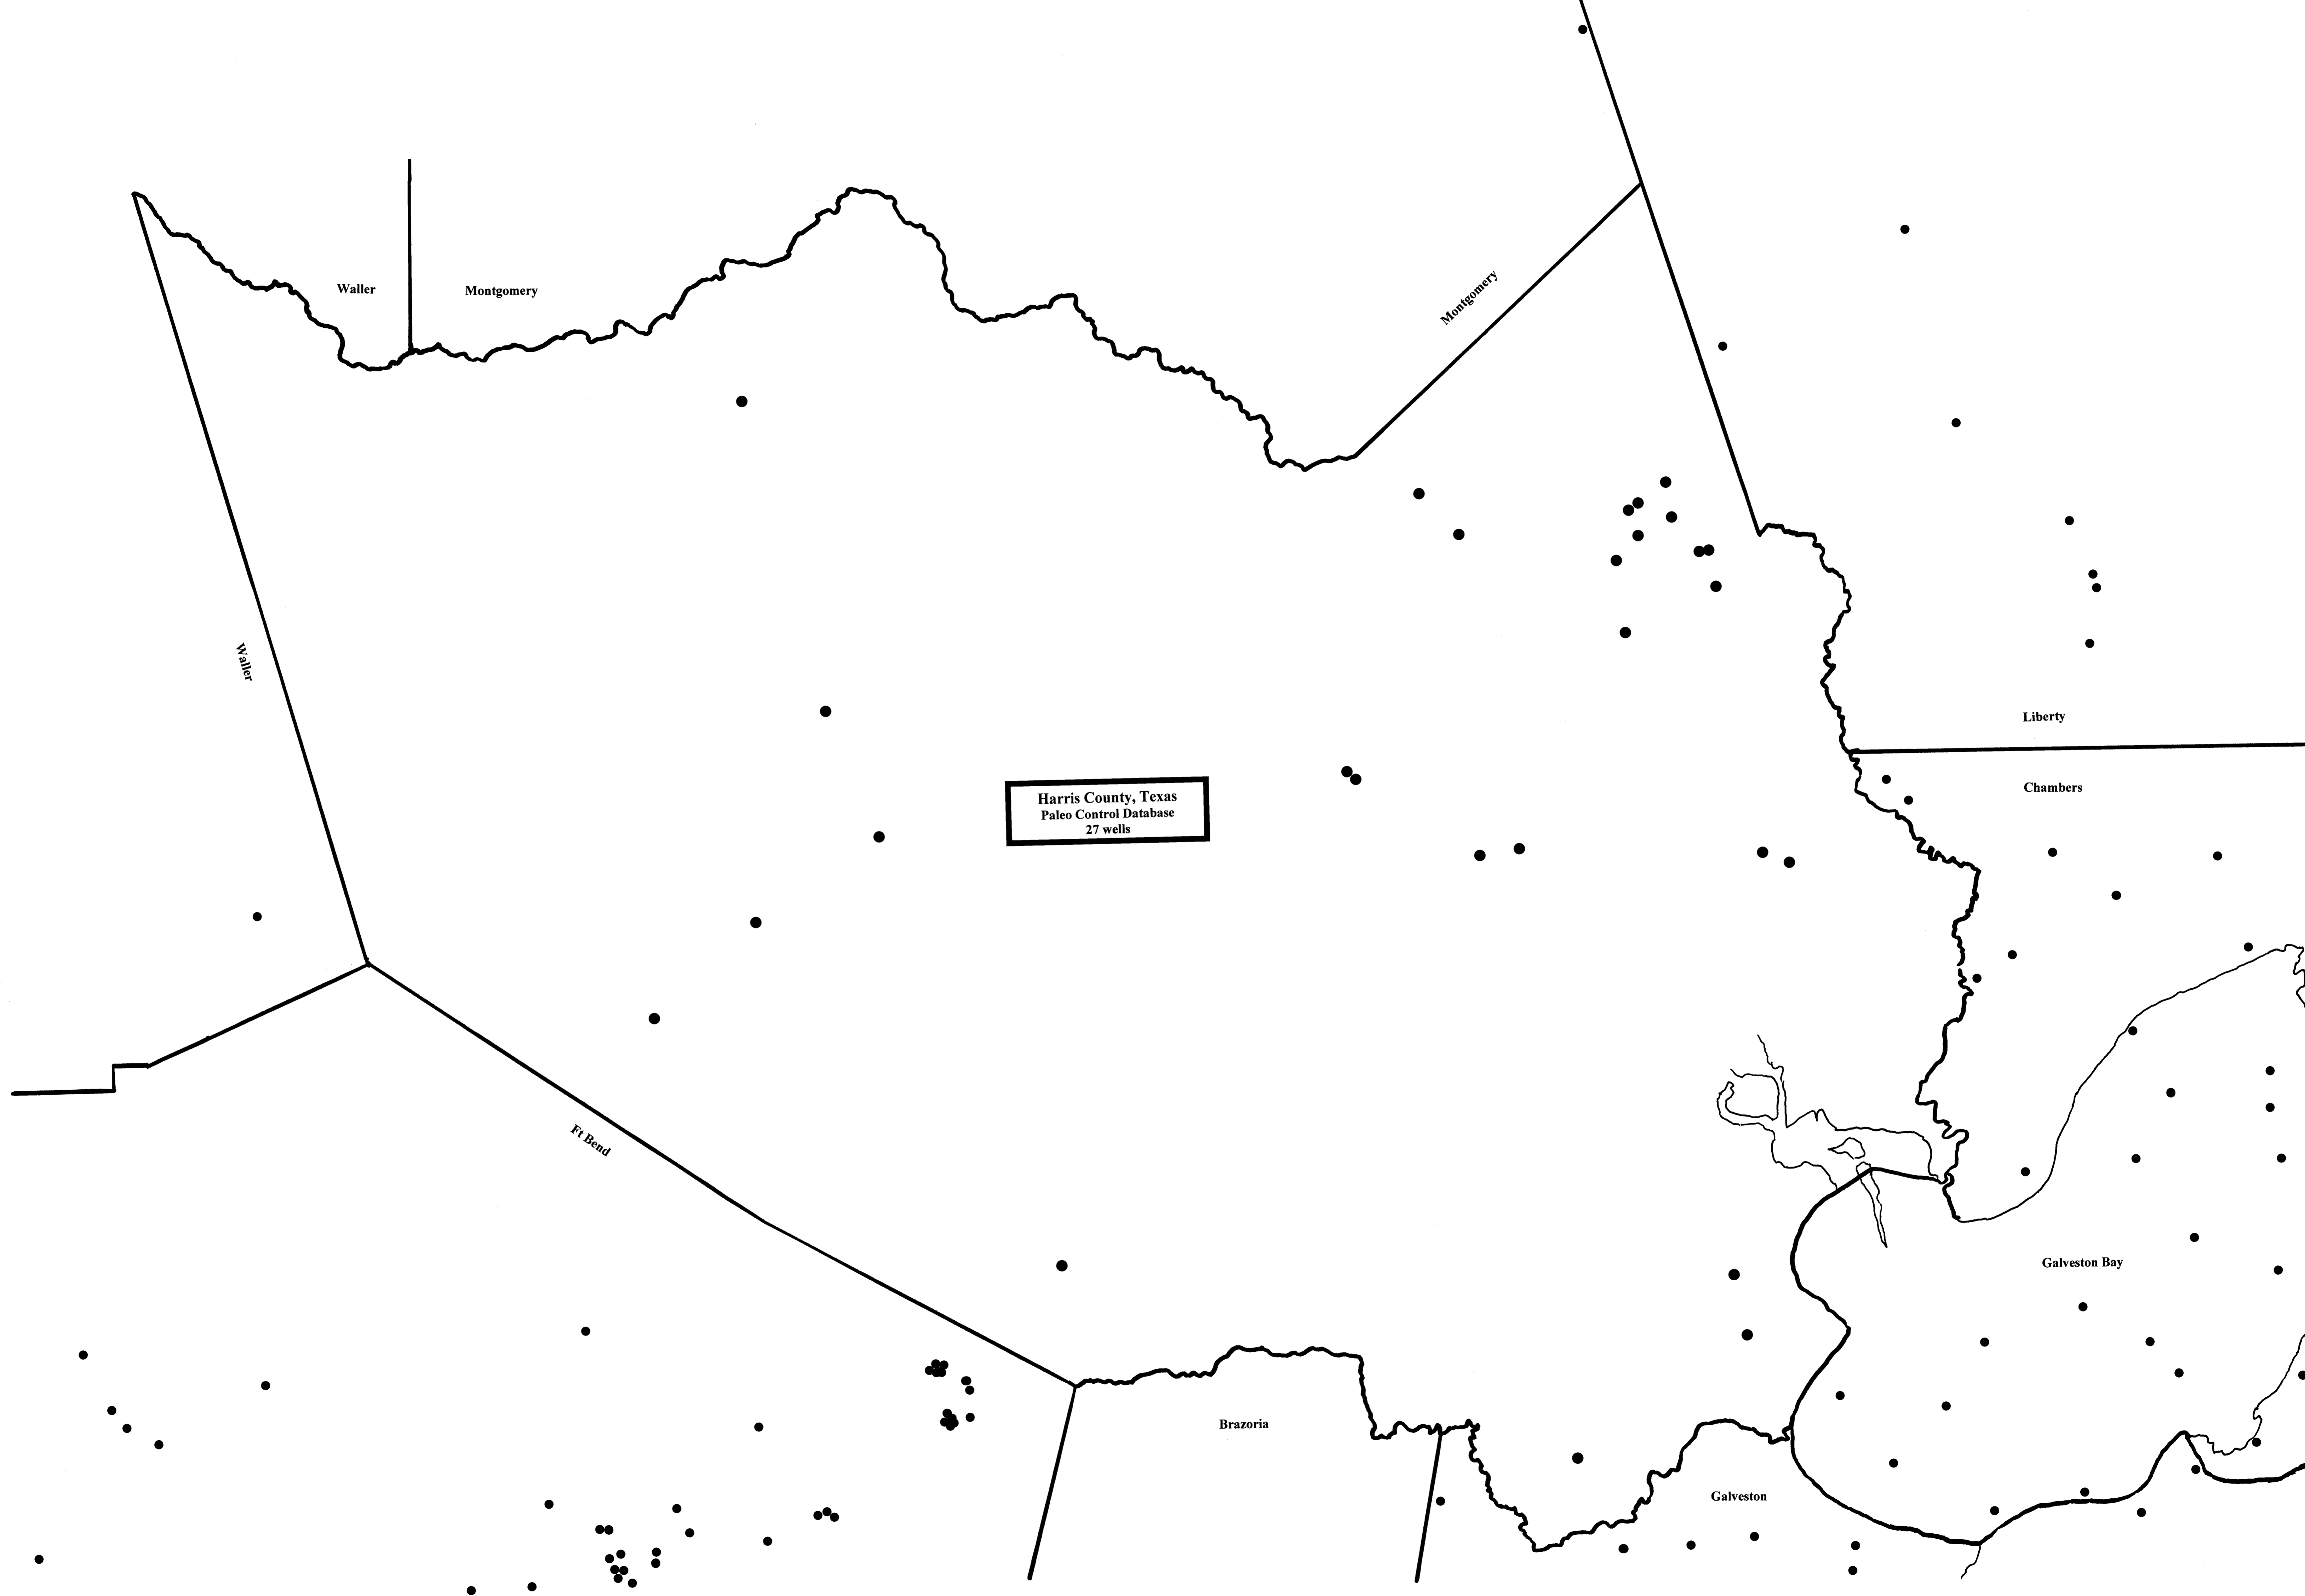 Waller
Montgomery
Montgomery
Waller
Liberty
Harris County, Texas
Paleo Control Database
27 wells
Chambers
Ft Bend
Galveston Bay
Brazoria
Galveston